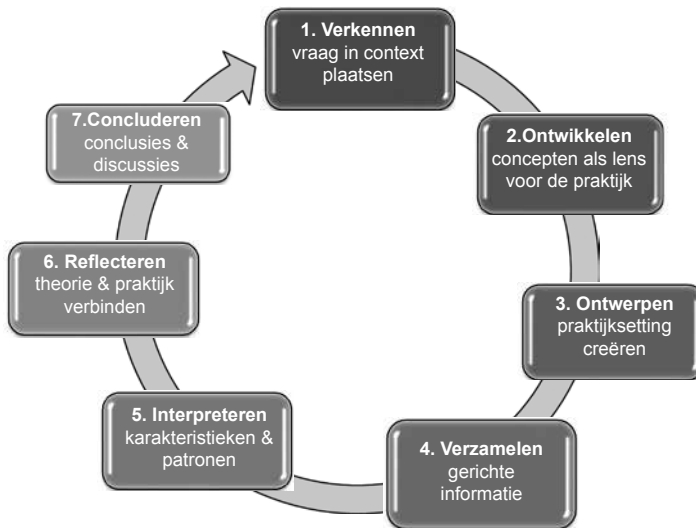 1. Verkennen
vraag in context
plaatsen
2.Ontwikkelen
concepten als lens
voor de praktijk
3. Ontwerpen
praktijksetting
creëren
4. Verzamelen
gerichte
informatie
5. Interpreteren
karakteristieken &
patronen
6. Reflecteren
theorie & praktijk
verbinden
7.Concluderen
conclusies &
discussies